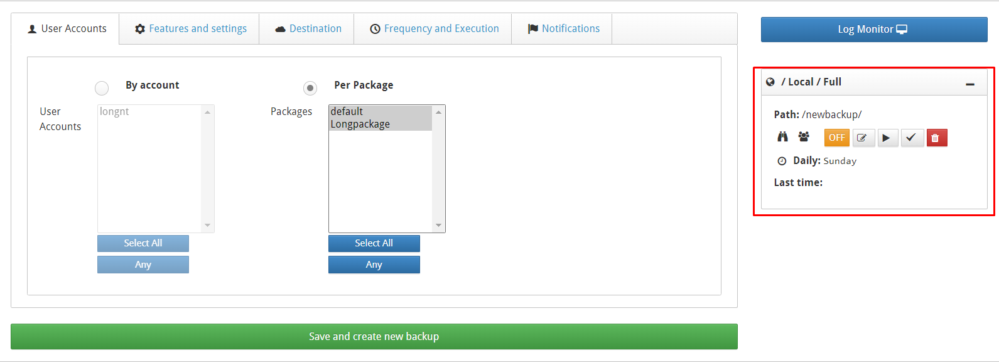 User Accounts
Features and settings
Destination
Frequency and Execution
Notifications
By account
Per Package
User Accounts
longnt
Packages
default
Longpackage
Select All
Any
Select All
Any
Save and create new backup
Log Monitor
/ Local / Full
Path: /newbackup/
OFF
Daily: Sunday
Last time: